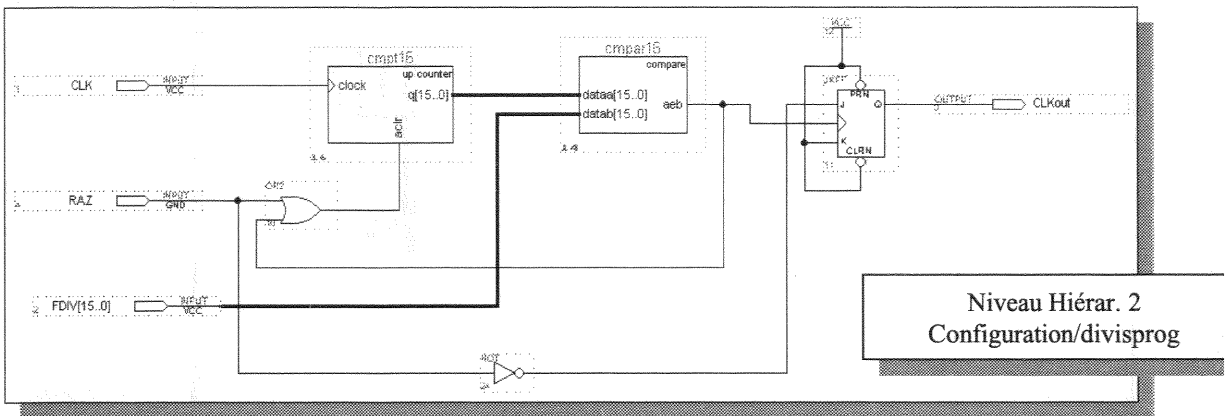 VCC
cmpt16
cmpar16
CLK
INPUT
VCC
up counter
clock
q[15..0]
aclr
compare
dataa[15..0]
datab[15..0]
aeb
PRN
J
Q
K
CLRN
OUTPUT
CLKout
RAZ
INPUT
GND
OR2
FDIV[15..0]
INPUT
VCC
NOT
Niveau Hiérar. 2
Configuration/divisprog